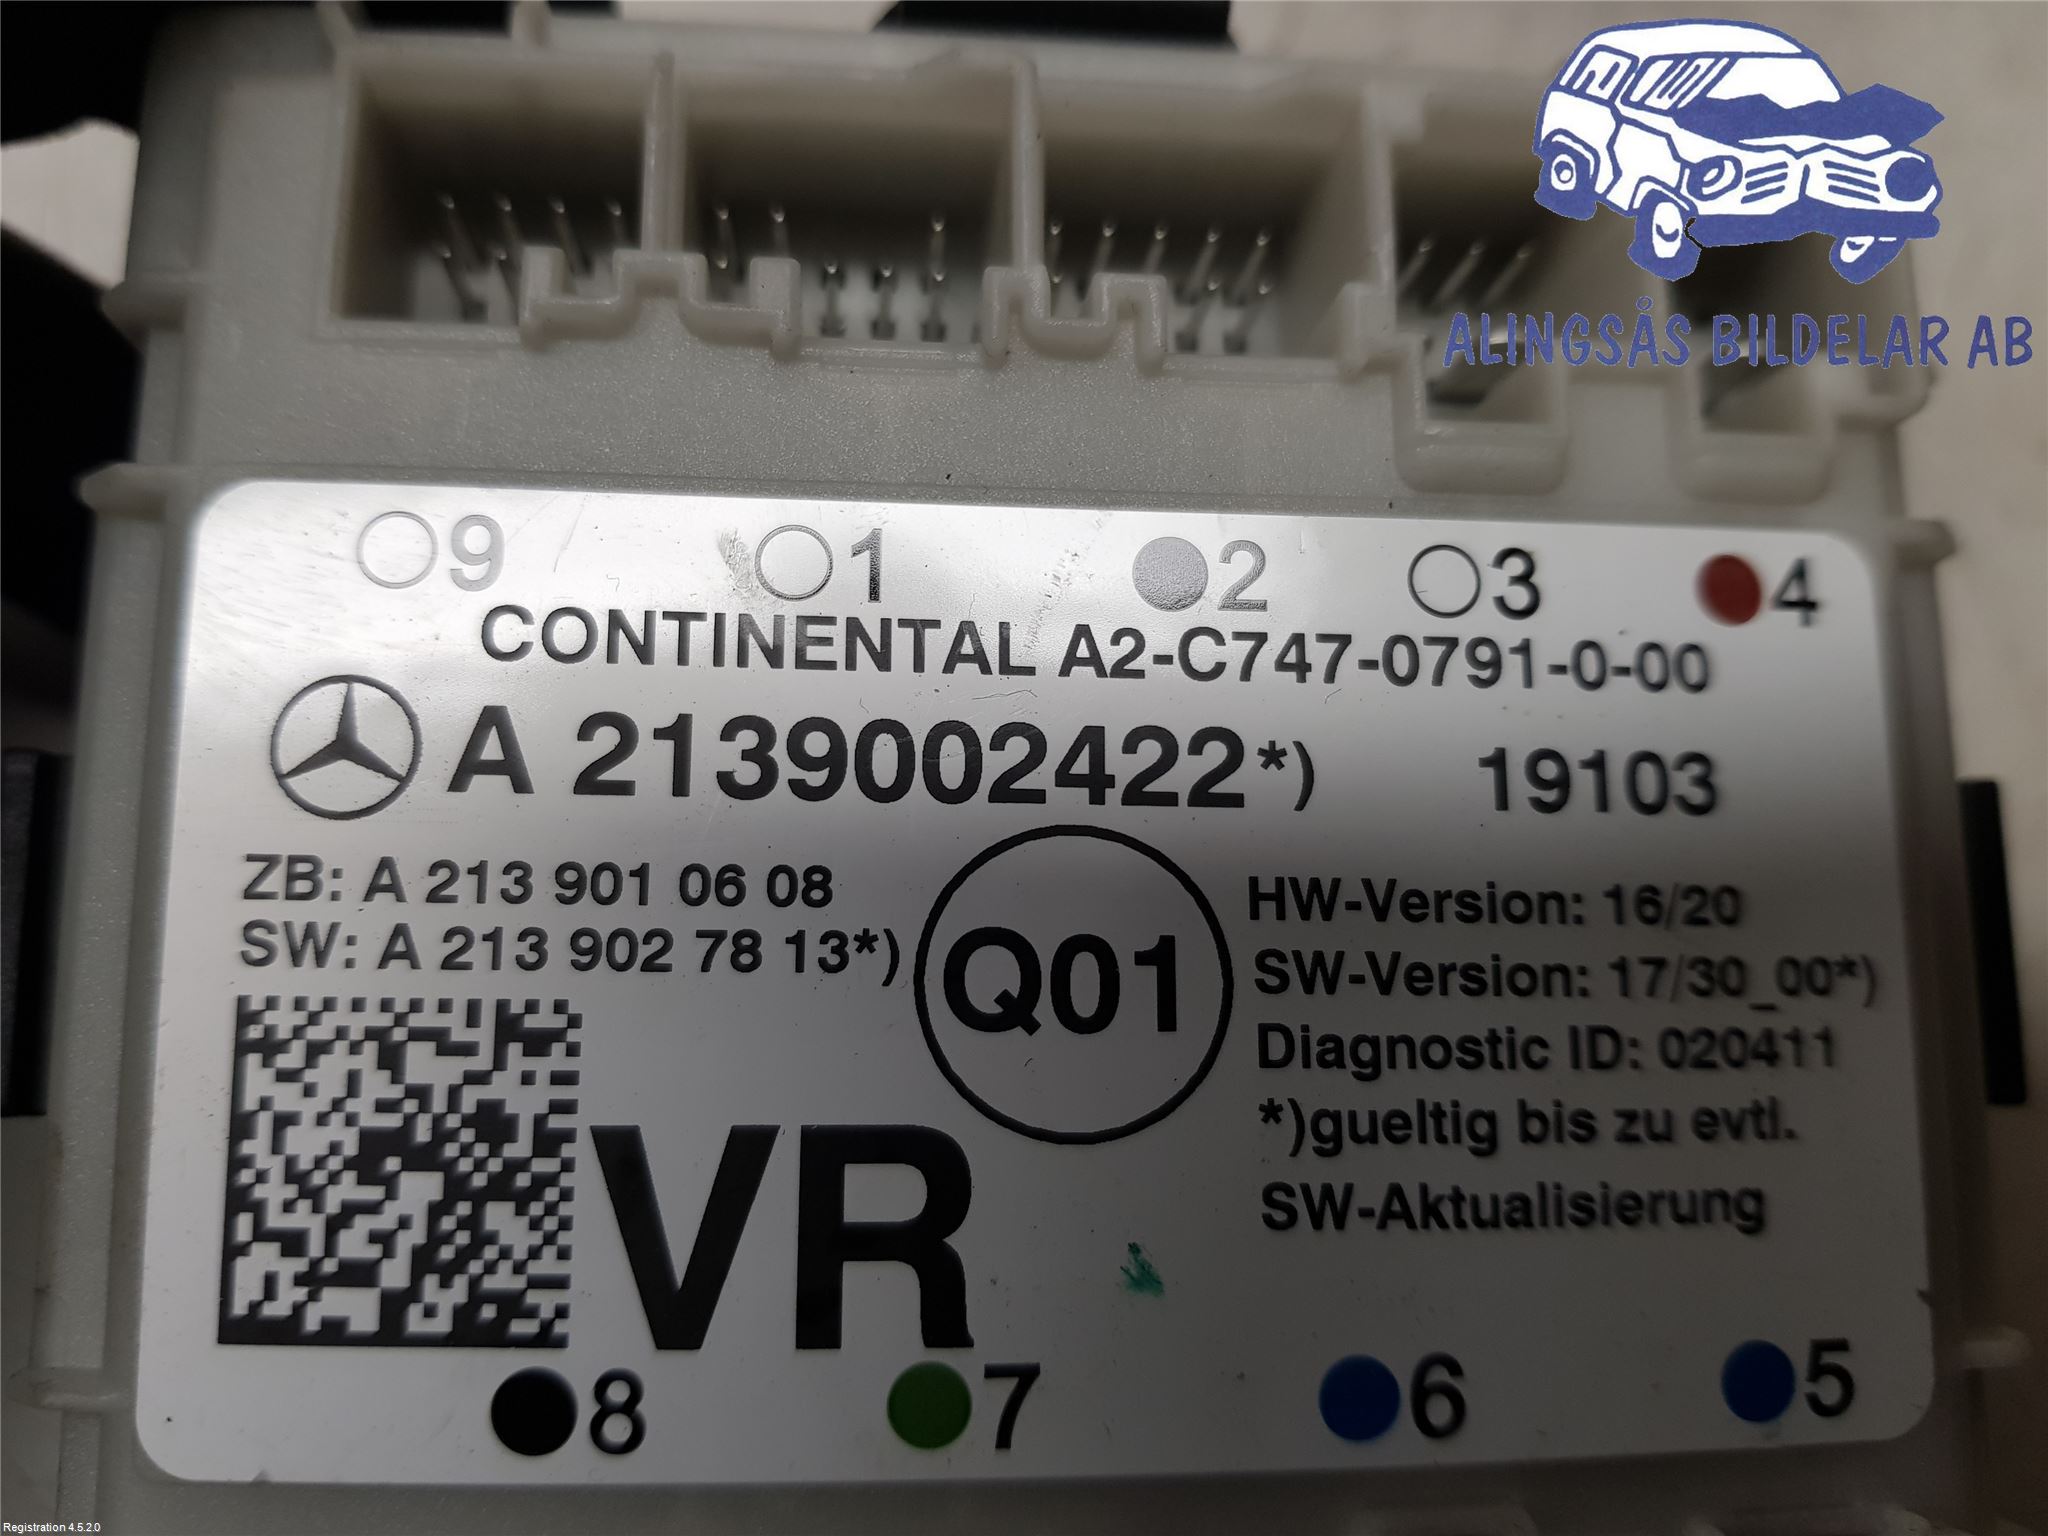 ALINGSÅS BILDELAR AB
9 1 2 3 4
CONTINENTAL A2-C747-0791-0-00
A 2139002422*) 19103
ZB: A 213 901 06 08
SW: A 213 902 78 13*)
Q01
HW-Version: 16/20
SW-Version: 17/30_00*)
Diagnostic ID: 020411
*)gueltig bis zu evtl.
SW-Aktualisierung
VR
8 7 6 5
Registration 4.5.2.0